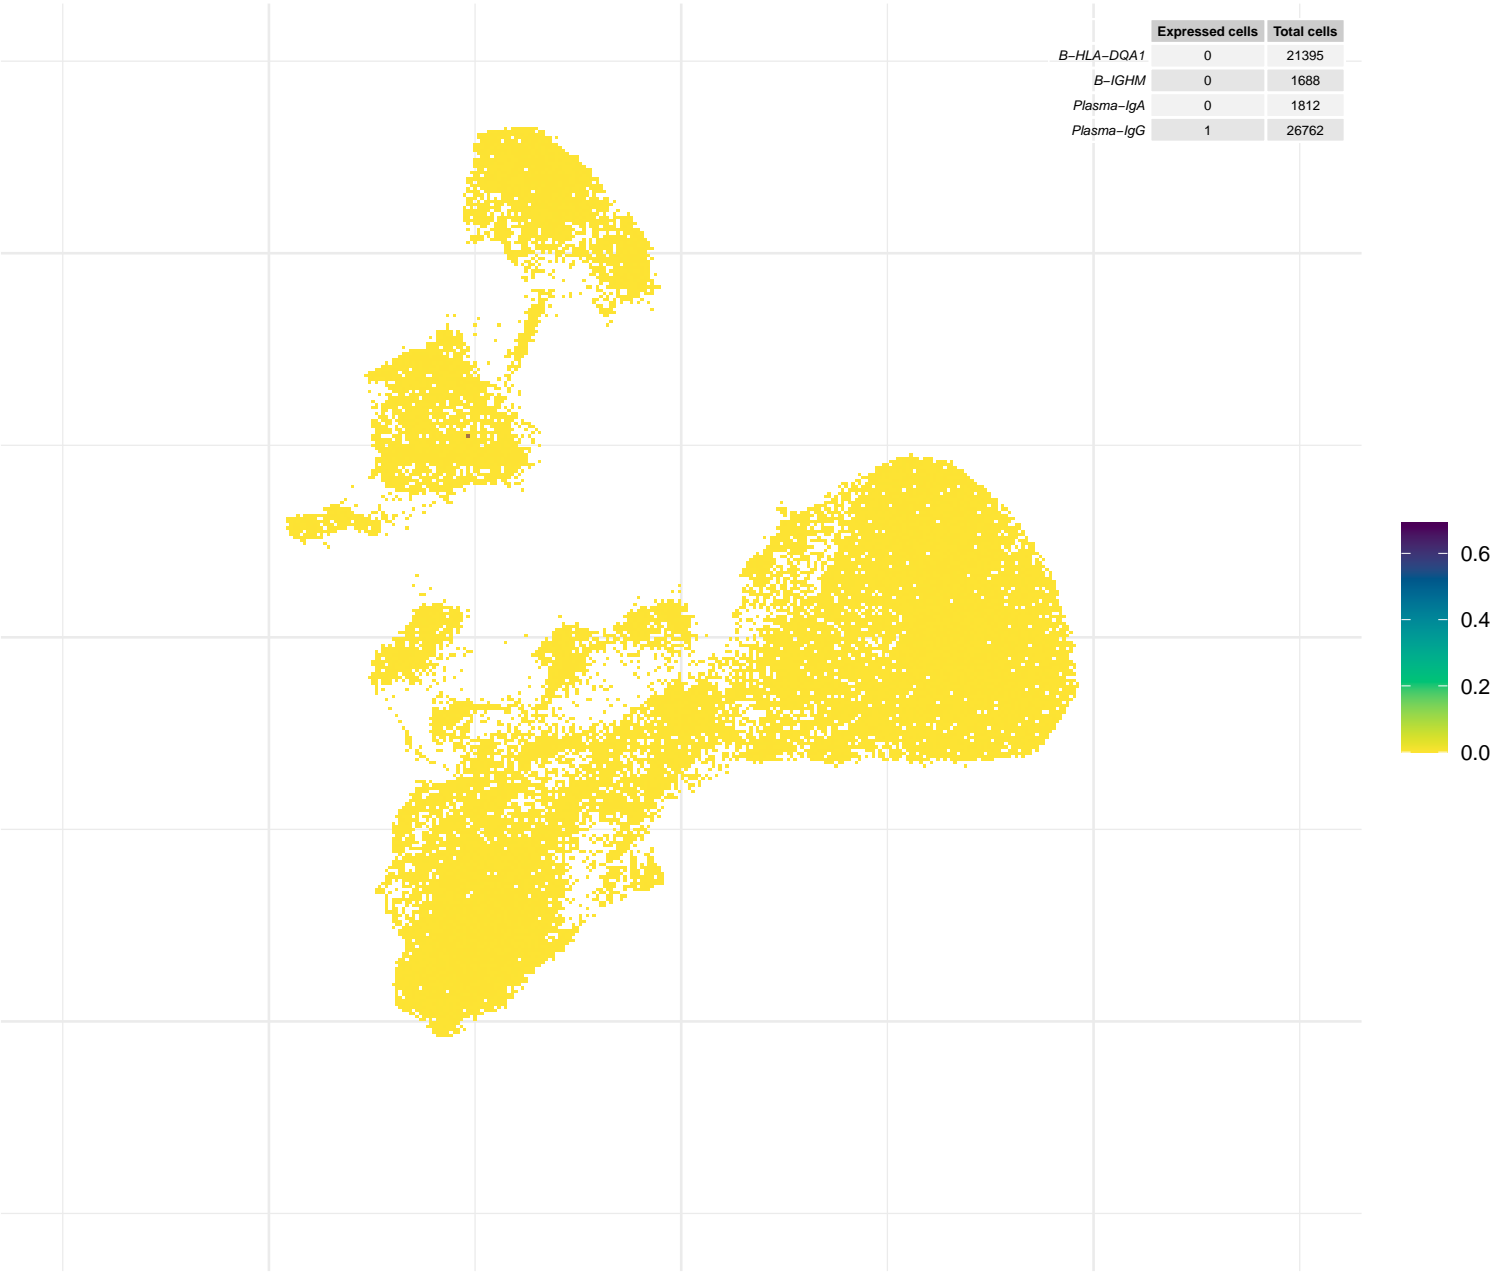 Expressed cells Total cells
B−HLA−DQA1 0 21395
B−IGHM 0 1688
Plasma−IgA 0 1812
Plasma−IgG 1 26762
0.6
0.4
0.2
0.0